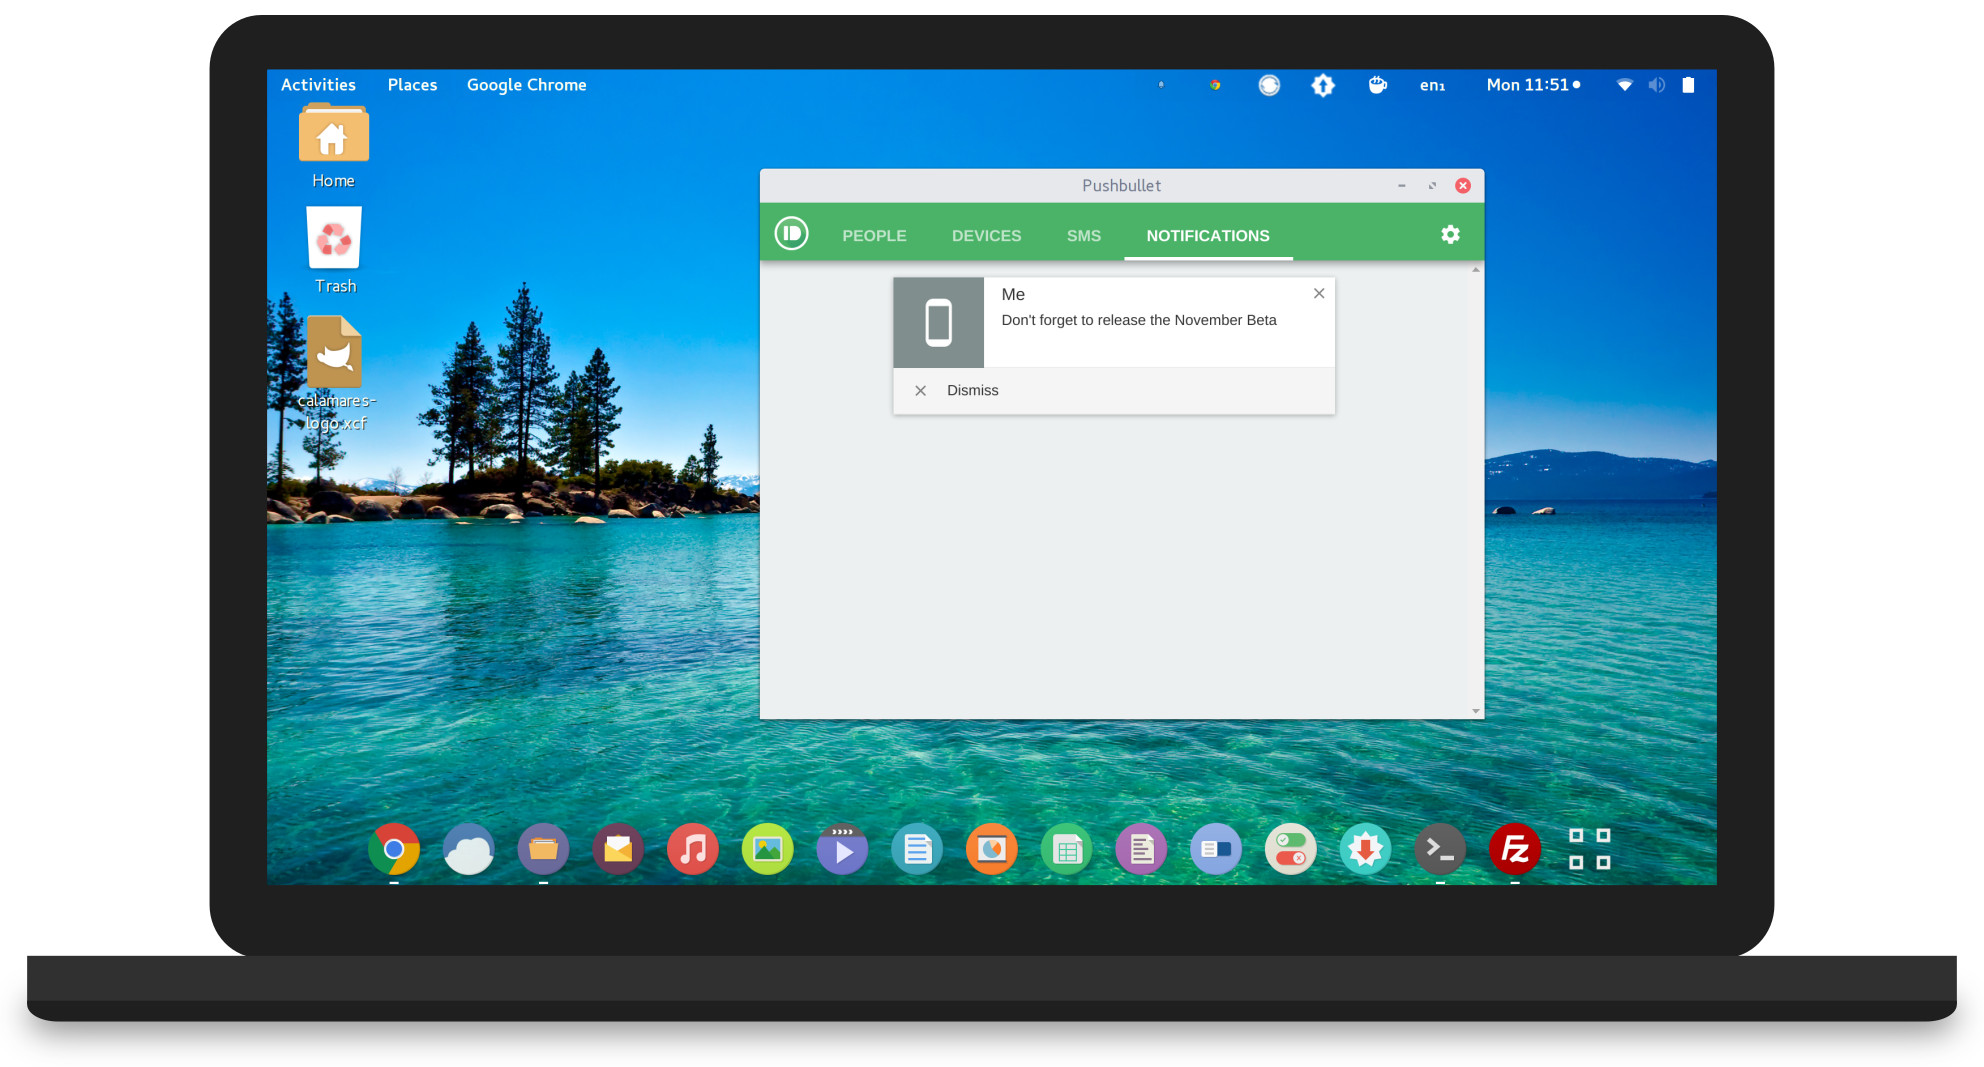 Activities Places Google Chrome en₁ Mon 11:51
Home
Trash
calamares-
logo.xcf
Pushbullet
PEOPLE DEVICES SMS NOTIFICATIONS
Me
Don't forget to release the November Beta
Dismiss
FZ